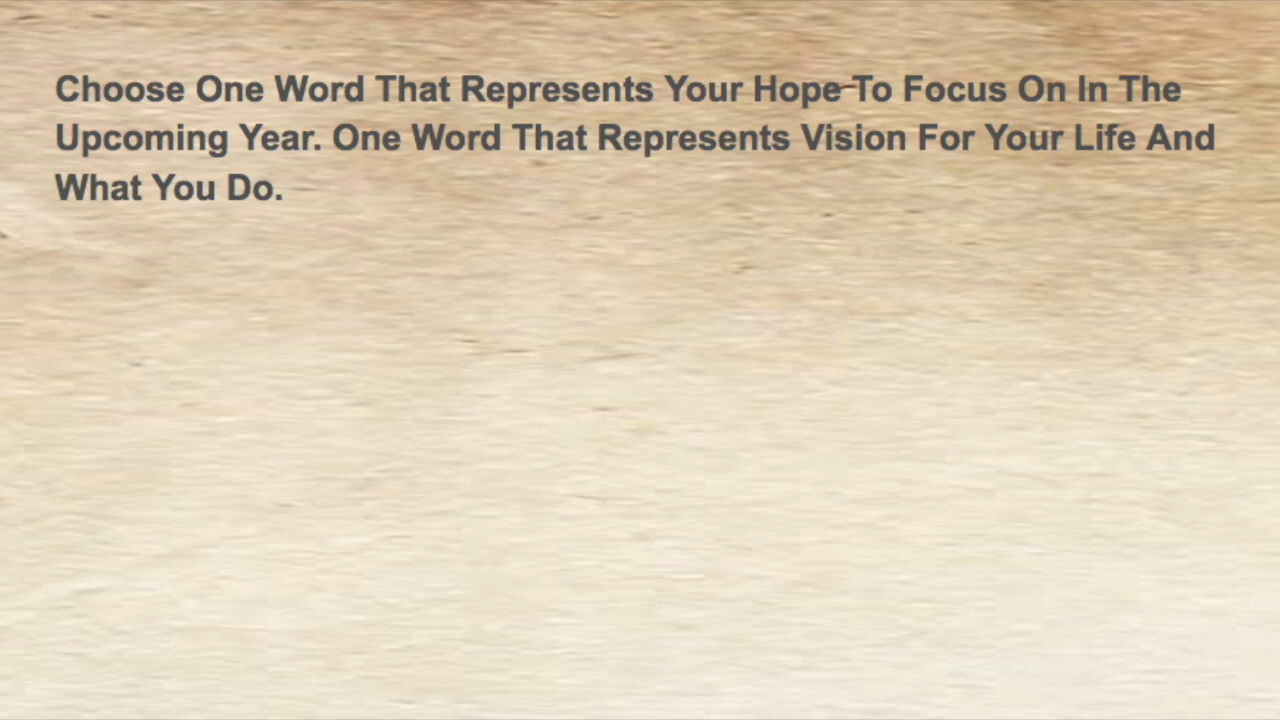 Choose One Word That Represents Your Hope To Focus On In The
Upcoming Year. One Word That Represents Vision For Your Life And
What You Do.